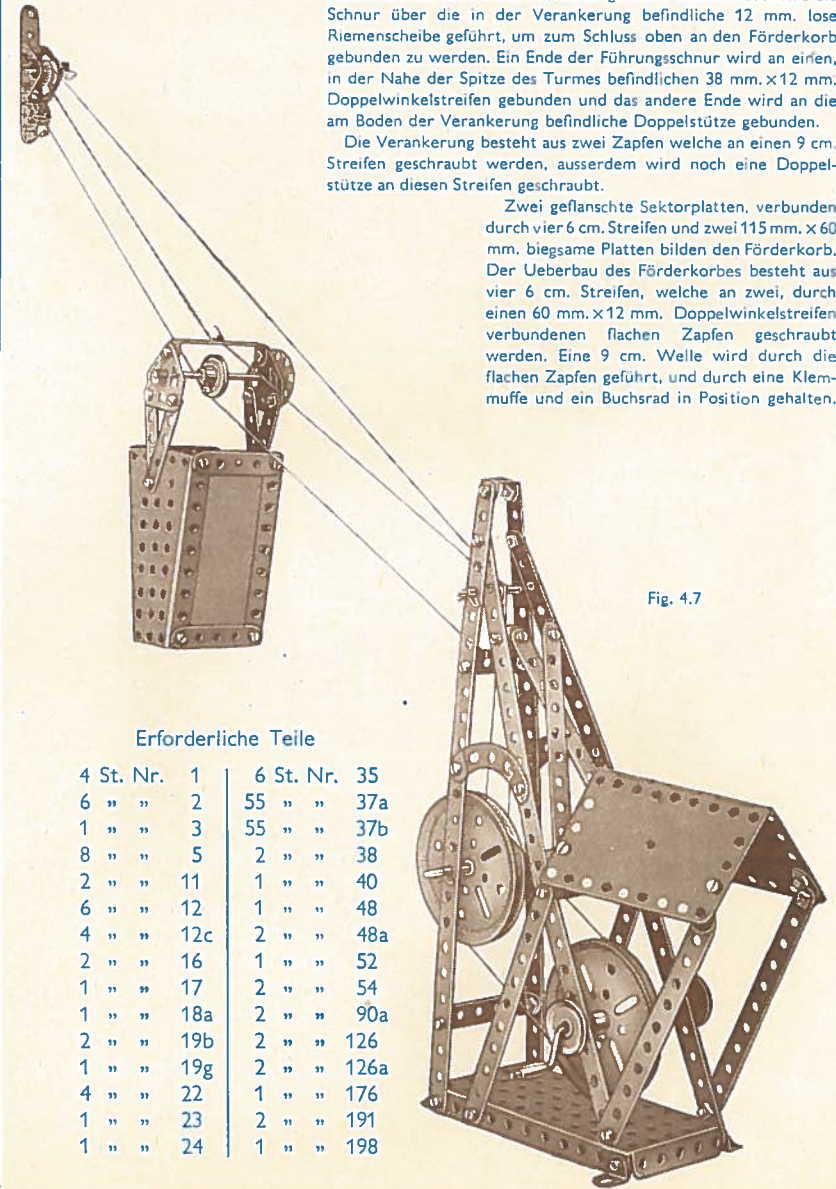 Schnur über die in der Verankerung befindliche 12 mm. lose
Riemenscheibe geführt, um zum Schluss oben an den Förderkorb
gebunden zu werden. Ein Ende der Führungsschnur wird an einen,
in der Nahe der Spitze des Turmes befindlichen 38 mm. × 12 mm.
Doppelwinkelstreifen gebunden und das andere Ende wird an die
am Boden der Verankerung befindliche Doppelstütze gebunden.
Die Verankerung besteht aus zwei Zapfen welche an einen 9 cm.
Streifen geschraubt werden, ausserdem wird noch eine Doppel-
stütze an diesen Streifen geschraubt.
Zwei geflanschte Sektorplatten, verbunden
durch vier 6 cm. Streifen und zwei 115 mm. × 60
mm. biegsame Platten bilden den Förderkorb.
Der Ueberbau des Förderkorbes besteht aus
vier 6 cm. Streifen, welche an zwei, durch
einen 60 mm. × 12 mm. Doppelwinkelstreifen
verbundenen flachen Zapfen geschraubt
werden. Eine 9 cm. Welle wird durch die
flachen Zapfen geführt, und durch eine Klem-
muffe und ein Buchsrad in Position gehalten.
Fig. 4.7
Erforderliche Teile
4 St. Nr. 1 6 St. Nr. 35
6 " " 2 55 " " 37a
1 " " 3 55 " " 37b
8 " " 5 2 " " 38
2 " " 11 1 " " 40
6 " " 12 1 " " 48
4 " " 12c 2 " " 48a
2 " " 16 1 " " 52
1 " " 17 2 " " 54
1 " " 18a 2 " " 90a
2 " " 19b 2 " " 126
1 " " 19g 2 " " 126a
4 " " 22 1 " " 176
1 " " 23 2 " " 191
1 " " 24 1 " " 198